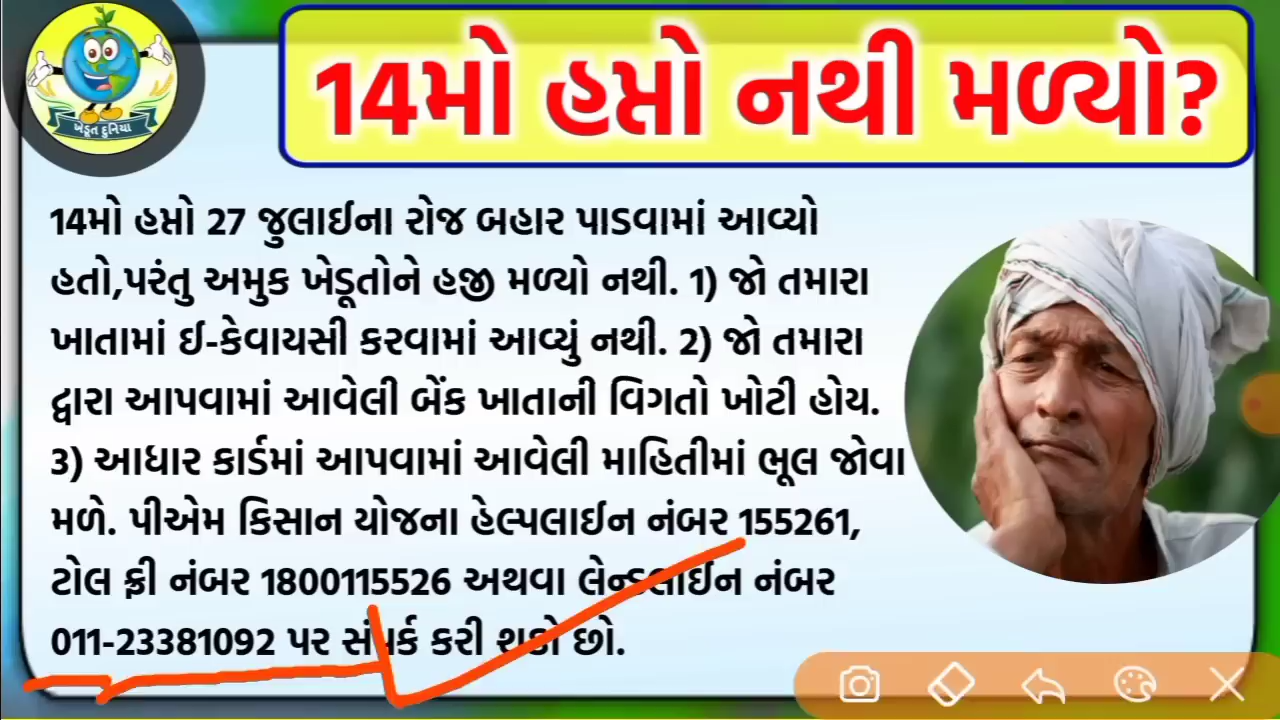 ખેડૂત દુનિયા
14મો હપ્તો નથી મળ્યો?
14મો હપ્તો 27 જુલાઈના રોજ બહાર પાડવામાં આવ્યો
હતો,પરંતુ અમુક ખેડૂતોને હજી મળ્યો નથી. 1) જો તમારા
ખાતામાં ઈ-કેવાયસી કરવામાં આવ્યું નથી. 2) જો તમારા
દ્વારા આપવામાં આવેલી બેંક ખાતાની વિગતો ખોટી હોય.
3) આધાર કાર્ડમાં આપવામાં આવેલી માહિતીમાં ભૂલ જોવા
મળે. પીએમ કિસાન યોજના હેલ્પલાઈન નંબર 155261,
ટોલ ફ્રી નંબર 1800115526 અથવા લેન્ડલાઈન નંબર
011-23381092 પર સંપર્ક કરી શકો છો.